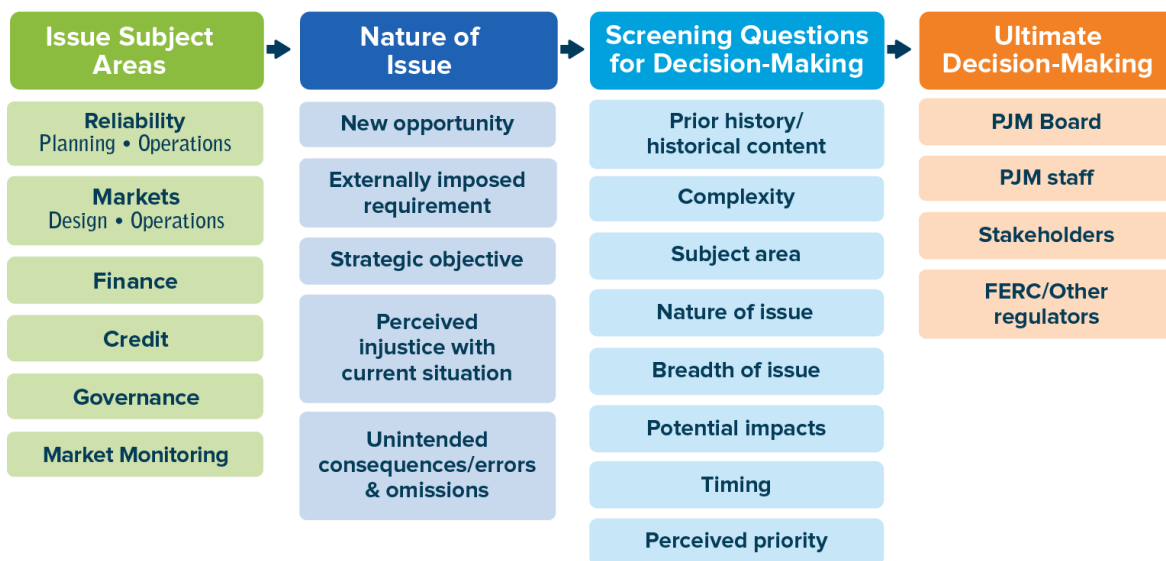 Issue Subject
Areas
Reliability
Planning • Operations
Markets
Design • Operations
Finance
Credit
Governance
Market Monitoring
Nature of
Issue
New opportunity
Externally imposed
requirement
Strategic objective
Perceived
injustice with
current situation
Unintended
consequences/errors
& omissions
Screening Questions
for Decision-Making
Prior history/
historical content
Complexity
Subject area
Nature of issue
Breadth of issue
Potential impacts
Timing
Perceived priority
Ultimate
Decision-Making
PJM Board
PJM staff
Stakeholders
FERC/Other
regulators